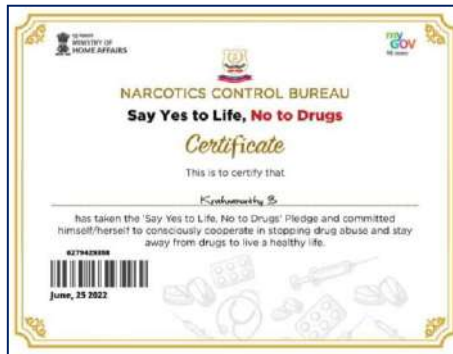 MINISTRY OF
HOME AFFAIRS
my
GOV
NARCOTICS CONTROL BUREAU
Say Yes to Life, No to Drugs
Certificate
This is to certify that
has taken the 'Say Yes to Life, No to Drugs' Pledge and committed
himself/herself to consciously cooperate in stopping drug abuse and stay
away from drugs to live a healthy life.
June, 25 2022